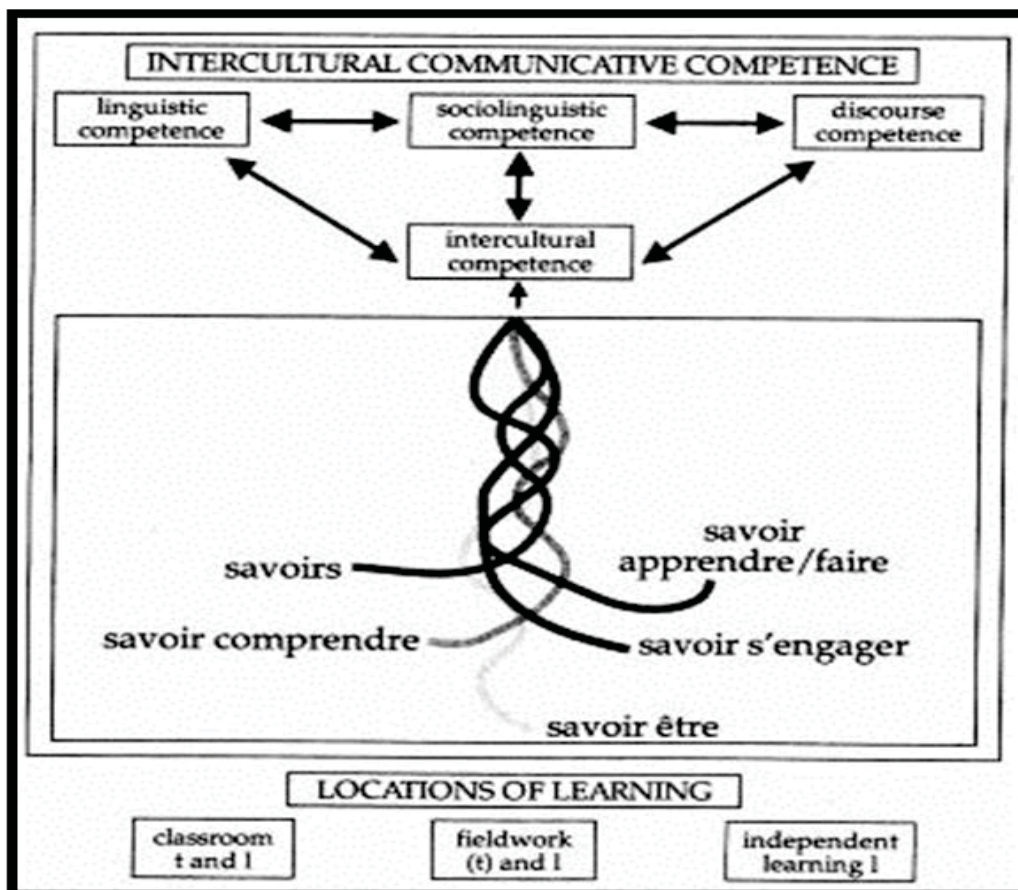 INTERCULTURAL COMMUNICATIVE COMPETENCE
linguistic
competence
sociolinguistic
competence
discourse
competence
intercultural
competence
savoirs
savoir
apprendre/faire
savoir comprendre
savoir s'engager
savoir être
LOCATIONS OF LEARNING
classroom
t and l
fieldwork
(t) and l
independent
learning l